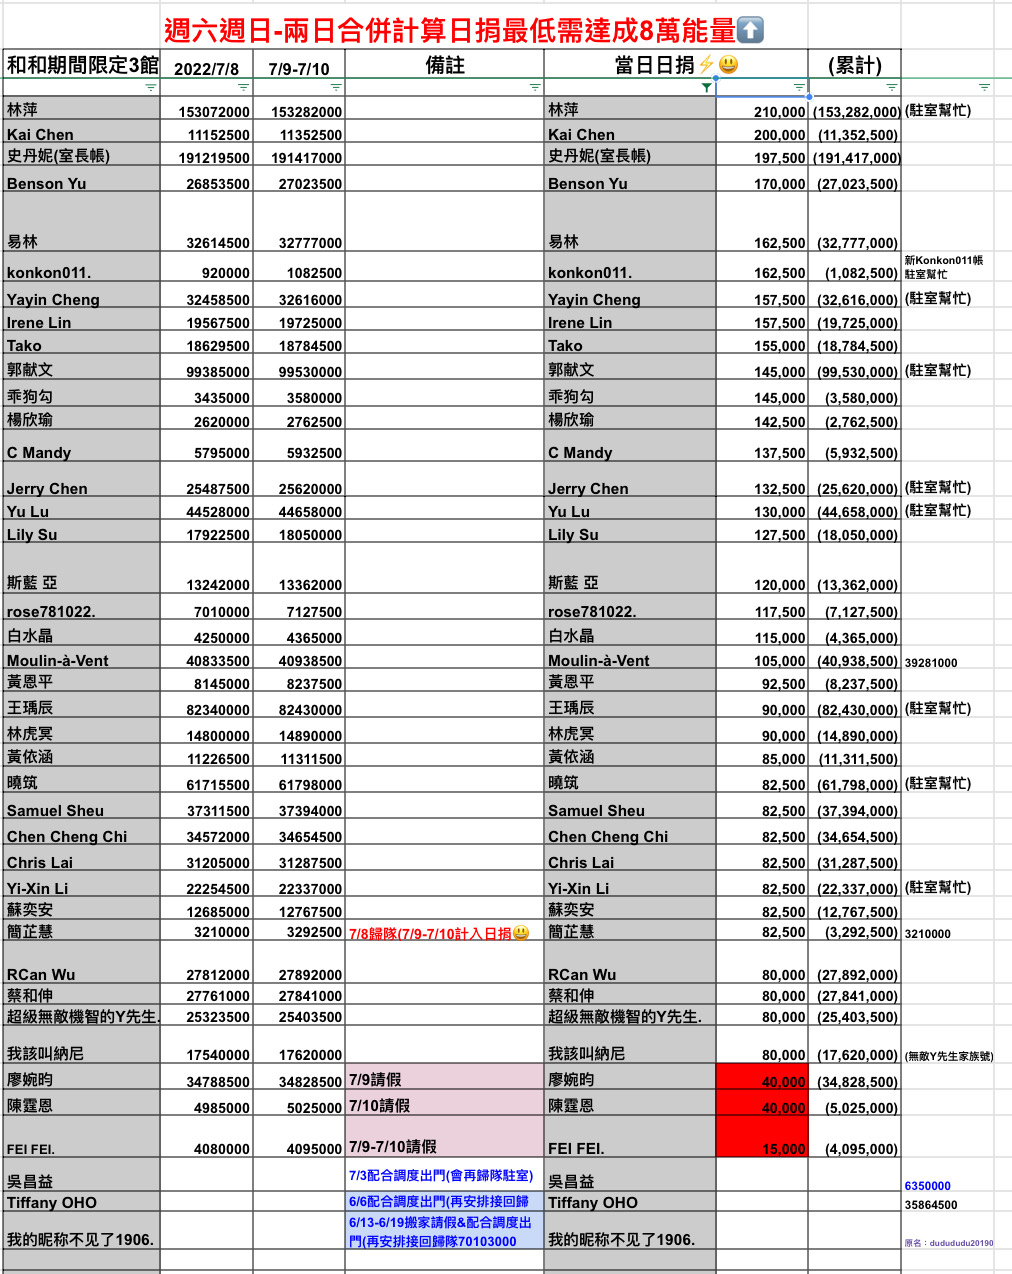 週六週日-兩日合併計算日捐最低需達成8萬能量⬆️
和和期間限定3館 2022/7/8 7/9-7/10 備註 當日日捐⚡😃 (累計)
林萍 153072000 153282000 林萍 210,000 (153,282,000) (駐室幫忙)
Kai Chen 11152500 11352500 Kai Chen 200,000 (11,352,500)
史丹妮(室長帳) 191219500 191417000 史丹妮(室長帳) 197,500 (191,417,000)
Benson Yu 26853500 27023500 Benson Yu 170,000 (27,023,500)
易林 32614500 32777000 易林 162,500 (32,777,000)
新Konkon011帳
konkon011. 920000 1082500 konkon011. 162,500 (1,082,500) 駐室幫忙
Yayin Cheng 32458500 32616000 Yayin Cheng 157,500 (32,616,000) (駐室幫忙)
Irene Lin 19567500 19725000 Irene Lin 157,500 (19,725,000)
Tako 18629500 18784500 Tako 155,000 (18,784,500)
郭献文 99385000 99530000 郭献文 145,000 (99,530,000) (駐室幫忙)
乖狗勾 3435000 3580000 乖狗勾 145,000 (3,580,000)
楊欣瑜 2620000 2762500 楊欣瑜 142,500 (2,762,500)
C Mandy 5795000 5932500 C Mandy 137,500 (5,932,500)
Jerry Chen 25487500 25620000 Jerry Chen 132,500 (25,620,000) (駐室幫忙)
Yu Lu 44528000 44658000 Yu Lu 130,000 (44,658,000) (駐室幫忙)
Lily Su 17922500 18050000 Lily Su 127,500 (18,050,000)
斯藍 亞 13242000 13362000 斯藍 亞 120,000 (13,362,000)
rose781022. 7010000 7127500 rose781022. 117,500 (7,127,500)
白水晶 4250000 4365000 白水晶 115,000 (4,365,000)
Moulin-à-Vent 40833500 40938500 Moulin-à-Vent 105,000 (40,938,500) 39281000
黃恩平 8145000 8237500 黃恩平 92,500 (8,237,500)
王瑀辰 82340000 82430000 王瑀辰 90,000 (82,430,000) (駐室幫忙)
林虎冥 14800000 14890000 林虎冥 90,000 (14,890,000)
黃依涵 11226500 11311500 黃依涵 85,000 (11,311,500)
曉筑 61715500 61798000 曉筑 82,500 (61,798,000) (駐室幫忙)
Samuel Sheu 37311500 37394000 Samuel Sheu 82,500 (37,394,000)
Chen Cheng Chi 34572000 34654500 Chen Cheng Chi 82,500 (34,654,500)
Chris Lai 31205000 31287500 Chris Lai 82,500 (31,287,500)
Yi-Xin Li 22254500 22337000 Yi-Xin Li 82,500 (22,337,000) (駐室幫忙)
蘇奕安 12685000 12767500 蘇奕安 82,500 (12,767,500)
簡芷慧 3210000 3292500 7/8歸隊(7/9-7/10計入日捐😃 簡芷慧 82,500 (3,292,500) 3210000
RCan Wu 27812000 27892000 RCan Wu 80,000 (27,892,000)
蔡和伸 27761000 27841000 蔡和伸 80,000 (27,841,000)
超級無敵機智的Y先生. 25323500 25403500 超級無敵機智的Y先生. 80,000 (25,403,500)
我該叫納尼 17540000 17620000 我該叫納尼 80,000 (17,620,000) (無敵Y先生家族號)
廖婉昀 34788500 34828500 7/9請假 廖婉昀 40,000 (34,828,500)
陳霆恩 4985000 5025000 7/10請假 陳霆恩 40,000 (5,025,000)
FEI FEI. 4080000 4095000 7/9-7/10請假 FEI FEI. 15,000 (4,095,000)
吳昌益 7/3配合調度出門(會再歸隊駐室) 吳昌益 6350000
Tiffany OHO 6/6配合調度出門(再安排接回歸 Tiffany OHO 35864500
6/13-6/19搬家請假&配合調度出
我的昵称不见了1906. 門(再安排接回歸隊70103000 我的昵称不见了1906. 原名：dudududu20190